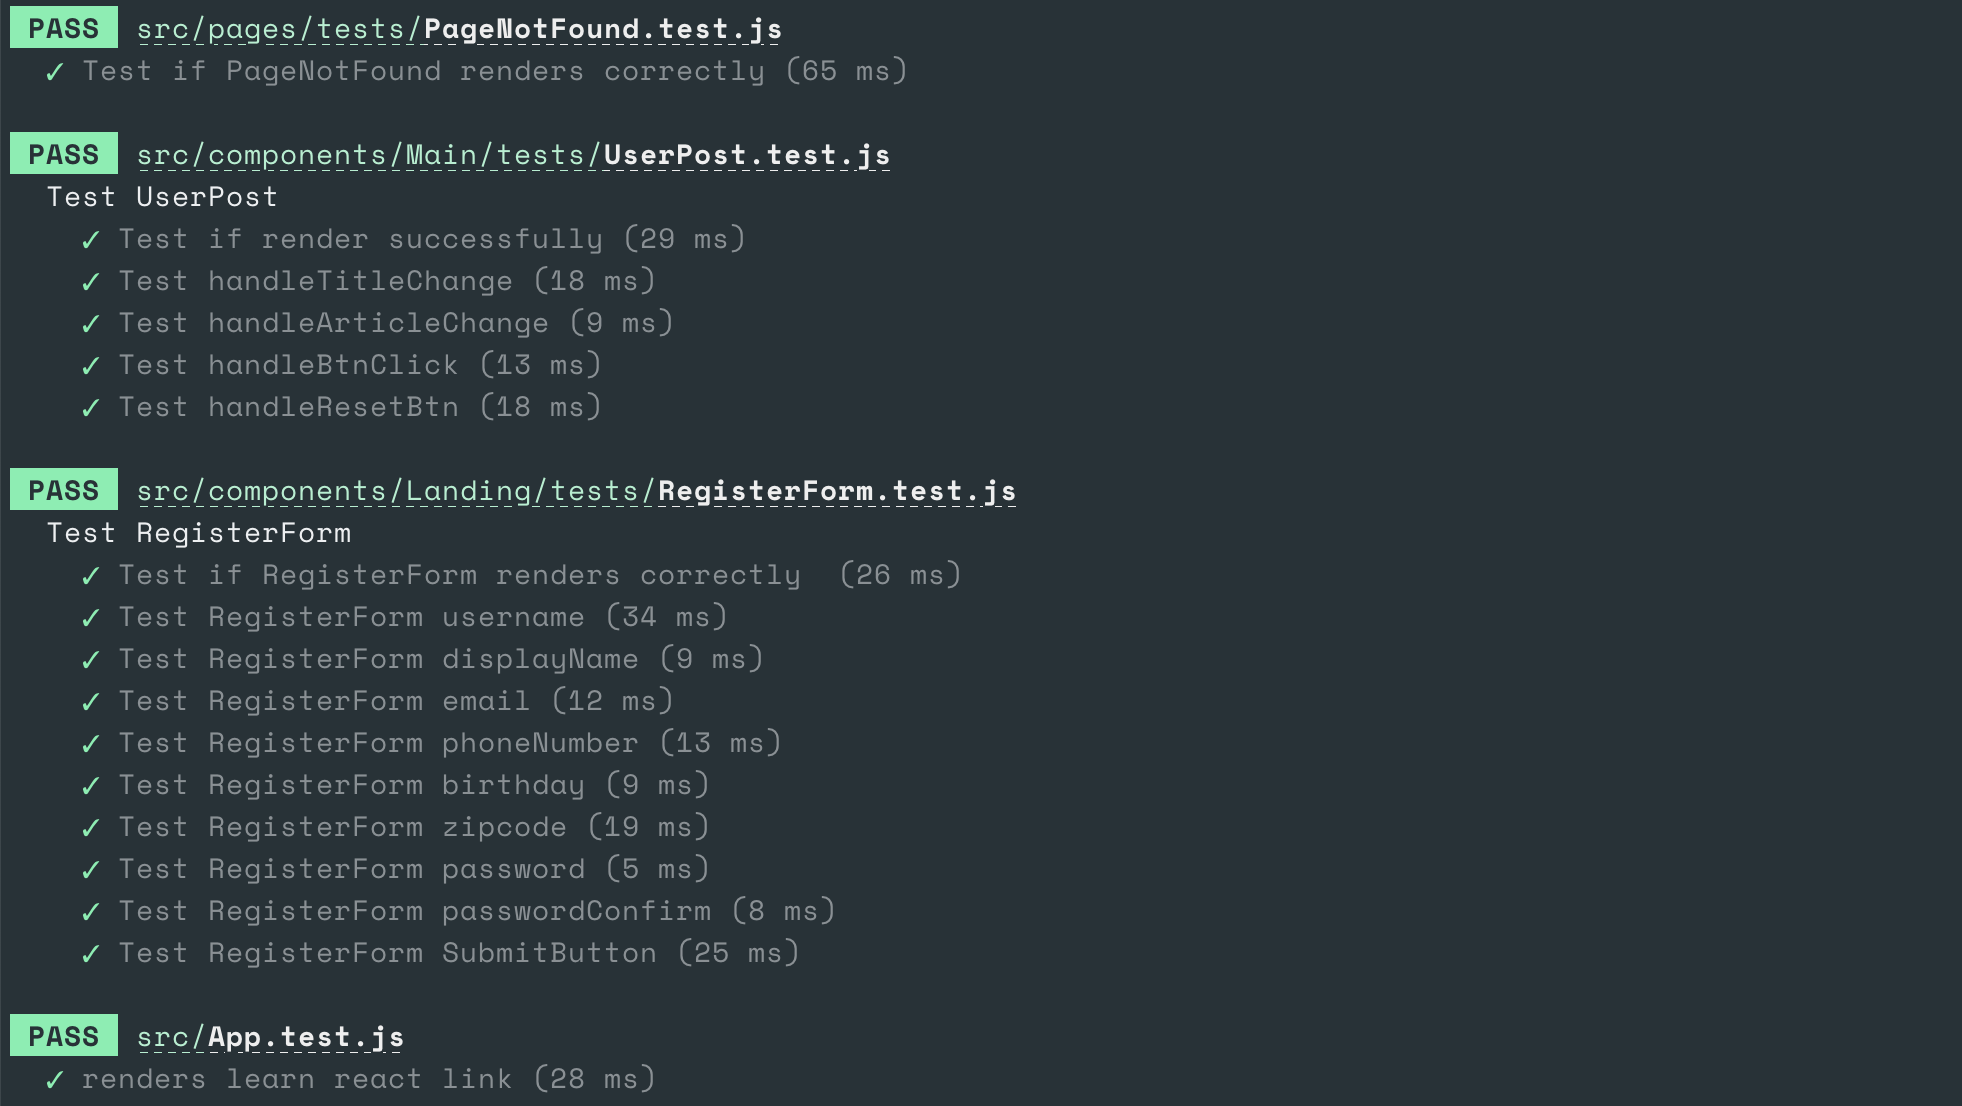 PASS src/pages/tests/PageNotFound.test.js
✓ Test if PageNotFound renders correctly (65 ms)
PASS src/components/Main/tests/UserPost.test.js
Test UserPost
✓ Test if render successfully (29 ms)
✓ Test handleTitleChange (18 ms)
✓ Test handleArticleChange (9 ms)
✓ Test handleBtnClick (13 ms)
✓ Test handleResetBtn (18 ms)
PASS src/components/Landing/tests/RegisterForm.test.js
Test RegisterForm
✓ Test if RegisterForm renders correctly  (26 ms)
✓ Test RegisterForm username (34 ms)
✓ Test RegisterForm displayName (9 ms)
✓ Test RegisterForm email (12 ms)
✓ Test RegisterForm phoneNumber (13 ms)
✓ Test RegisterForm birthday (9 ms)
✓ Test RegisterForm zipcode (19 ms)
✓ Test RegisterForm password (5 ms)
✓ Test RegisterForm passwordConfirm (8 ms)
✓ Test RegisterForm SubmitButton (25 ms)
PASS src/App.test.js
✓ renders learn react link (28 ms)